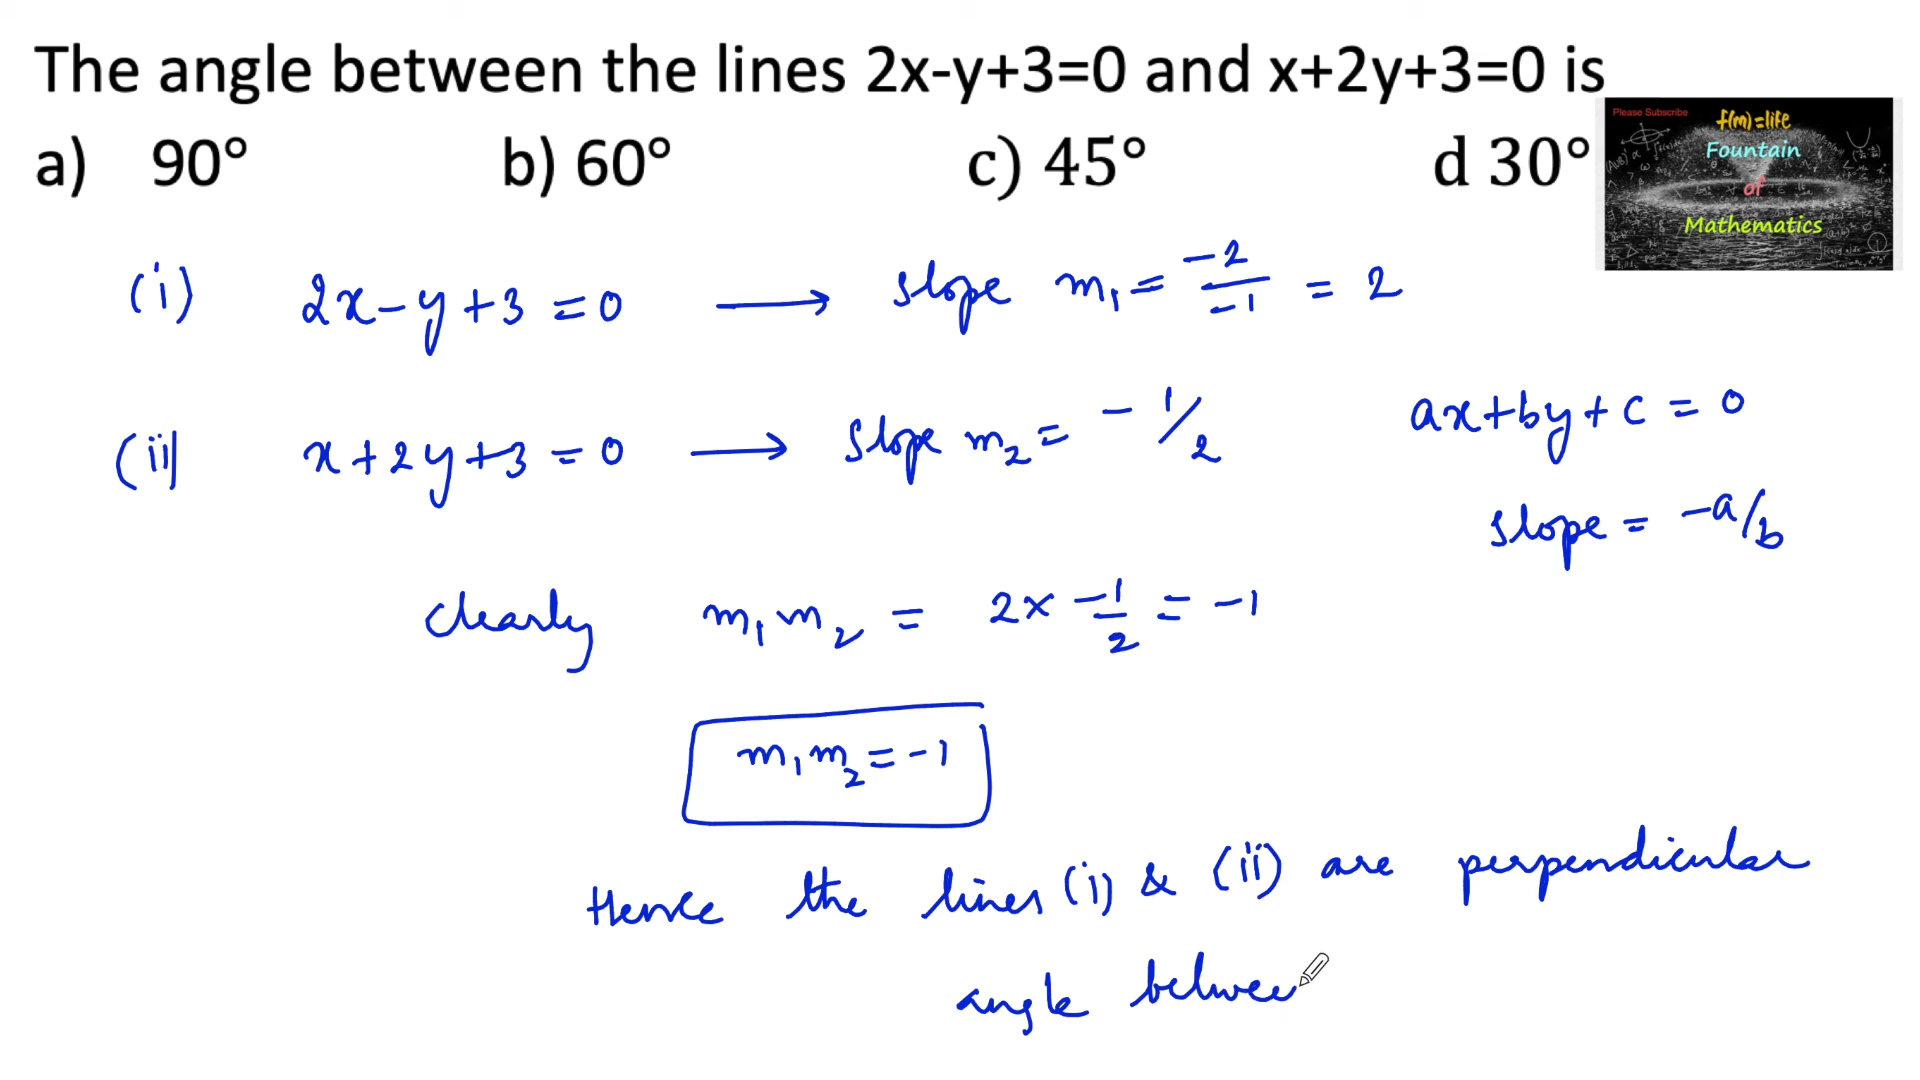 The angle between the lines 2x-y+3=0 and x+2y+3=0 is
a) 90° b) 60° c) 45° d 30°
Please Subscribe f(m)=life
Fountain
of
Mathematics
(i) 2x-y+3=0 → slope m₁ = -2/-1 = 2
(ii) x+2y+3=0 → slope m₂ = -1/2
ax+by+c=0
slope = -a/b
clearly m₁m₂ = 2x -1/2 = -1
m₁m₂=-1
Hence the lines (i) & (ii) are perpendicular
angle betwee